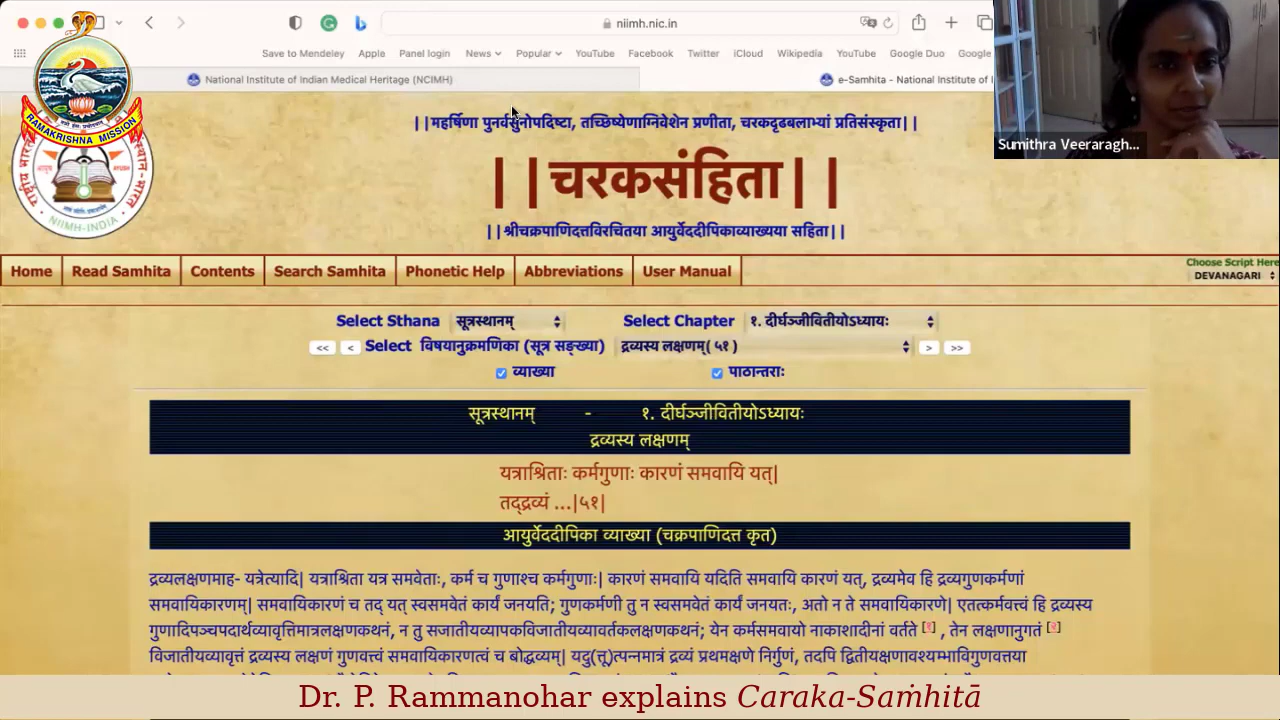 niimh.nic.in
Save to Mendeley Apple Panel login News Popular YouTube Facebook Twitter iCloud Wikipedia YouTube Google Duo Google
National Institute of Indian Medical Heritage (NCIMH)
e-Samhita - National Institute of I
RAMAKRISHNA MISSION
NIIMH-INDIA
Sumithra Veeraragh...
||महर्षिणा पुनर्वसुनोपदिष्टा, तच्छिष्येणाग्निवेशेन प्रणीता, चरकदृढबलाभ्यां प्रतिसंस्कृता||
||चरकसंहिता||
||श्रीचक्रपाणिदत्तविरचितया आयुर्वेददीपिकाव्याख्यया सहिता||
Home Read Samhita Contents Search Samhita Phonetic Help Abbreviations User Manual
Choose Script Here
DEVANAGARI
Select Sthana सूत्रस्थानम् Select Chapter १. दीर्घञ्जीवितीयोऽध्यायः
<< < Select विषयानुक्रमणिका (सूत्र सङ्ख्या) द्रव्यस्य लक्षणम्( ५१ ) > >>
व्याख्या पाठान्तराः
सूत्रस्थानम् - १. दीर्घञ्जीवितीयोऽध्यायः
द्रव्यस्य लक्षणम्
यत्राश्रिताः कर्मगुणाः कारणं समवायि यत्|
तद्द्रव्यं ...|५१|
आयुर्वेददीपिका व्याख्या (चक्रपाणिदत्त कृत)
द्रव्यलक्षणमाह- यत्रेत्यादि| यत्राश्रिता यत्र समवेताः, कर्म च गुणाश्च कर्मगुणाः| कारणं समवायि यदिति समवायि कारणं यत्, द्रव्यमेव हि द्रव्यगुणकर्मणां
समवायिकारणम्| समवायिकारणं च तद् यत् स्वसमवेतं कार्यं जनयति; गुणकर्मणी तु न स्वसमवेतं कार्यं जनयतः, अतो न ते समवायिकारणे| एतत्कर्मवत्त्वं हि द्रव्यस्य
गुणादिपञ्चपदार्थव्यावृत्तिमात्रलक्षणकथनं, न तु सजातीयव्यापकविजातीयव्यावर्तकलक्षणकथनं; येन कर्मसमवायो नाकाशादीनां वर्तते [१] , तेन लक्षणानुगतं [२]
विजातीयव्यावृत्तं द्रव्यस्य लक्षणं गुणवत्त्वं समवायिकारणत्वं च बोद्धव्यम्| यदु(त्तू)त्पन्नमात्रं द्रव्यं प्रथमक्षणे निर्गुणं, तदपि द्वितीयक्षणावश्यम्भाविगुणवत्तया
Dr. P. Rammanohar explains Caraka-Saṁhitā